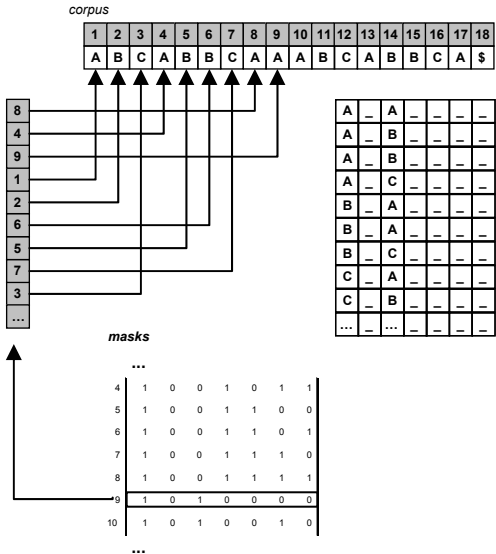 corpus
1 2 3 4 5 6 7 8 9 10 11 12 13 14 15 16 17 18
A B C A B B C A A A B C A B B C A $
8
4
9
1
2
6
5
7
3
...
A _ A _ _ _ _
A _ B _ _ _ _
A _ B _ _ _ _
A _ C _ _ _ _
B _ A _ _ _ _
B _ A _ _ _ _
B _ C _ _ _ _
C _ A _ _ _ _
C _ B _ _ _ _
... _ ... _ _ _ _
masks
...
4 1 0 0 1 0 1 1
5 1 0 0 1 1 0 0
6 1 0 0 1 1 0 1
7 1 0 0 1 1 1 0
8 1 0 0 1 1 1 1
9 1 0 1 0 0 0 0
10 1 0 1 0 0 1 0
...